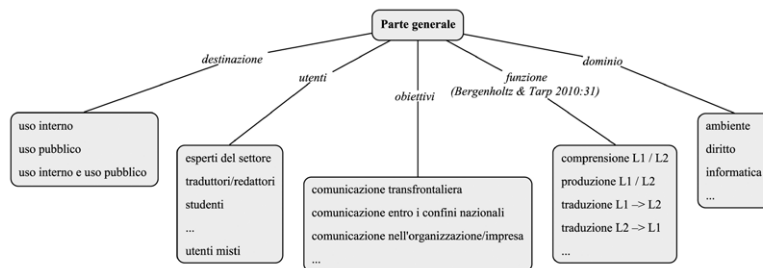 Parte generale
destinazione
utenti
obiettivi
funzione
(Bergenholtz & Tarp 2010:31)
dominio
uso interno
uso pubblico
uso interno e uso pubblico
esperti del settore
traduttori/redattori
studenti
...
utenti misti
comunicazione transfrontaliera
comunicazione entro i confini nazionali
comunicazione nell'organizzazione/impresa
...
comprensione L1 / L2
produzione L1 / L2
traduzione L1 –> L2
traduzione L2 –> L1
...
ambiente
diritto
informatica
...